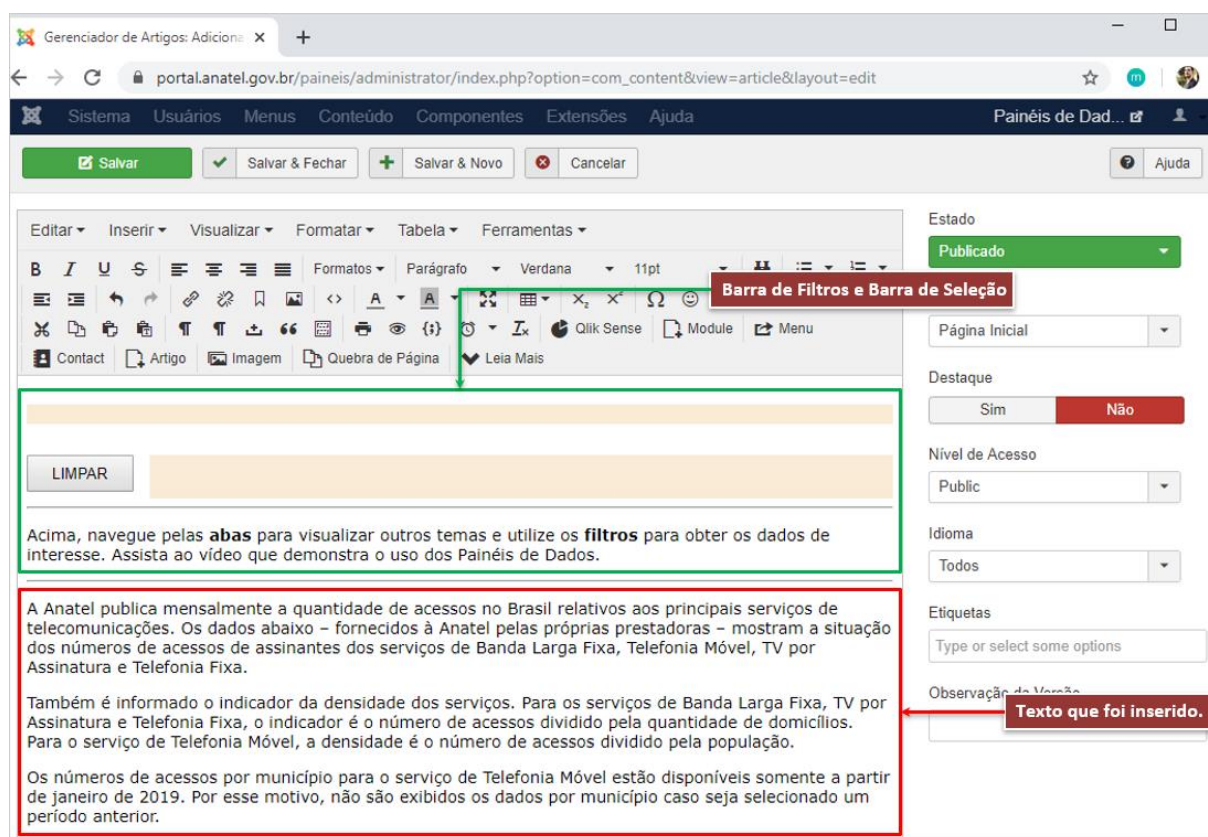 Gerenciador de Artigos: Adiciona
portal.anatel.gov.br/paineis/administrator/index.php?option=com_content&view=article&layout=edit
m
Sistema Usuários Menus Conteúdo Componentes Extensões Ajuda Painéis de Dad...
Salvar Salvar & Fechar Salvar & Novo Cancelar Ajuda
Editar Inserir Visualizar Formatar Tabela Ferramentas
B I U S Formatos Parágrafo Verdana 11pt
A A X₂ X² Ω
¶ ¶ {;} Ix Qlik Sense Module Menu
Contact Artigo Imagem Quebra de Página Leia Mais
Barra de Filtros e Barra de Seleção
LIMPAR
Acima, navegue pelas abas para visualizar outros temas e utilize os filtros para obter os dados de
interesse. Assista ao vídeo que demonstra o uso dos Painéis de Dados.
A Anatel publica mensalmente a quantidade de acessos no Brasil relativos aos principais serviços de
telecomunicações. Os dados abaixo – fornecidos à Anatel pelas próprias prestadoras – mostram a situação
dos números de acessos de assinantes dos serviços de Banda Larga Fixa, Telefonia Móvel, TV por
Assinatura e Telefonia Fixa.
Também é informado o indicador da densidade dos serviços. Para os serviços de Banda Larga Fixa, TV por
Assinatura e Telefonia Fixa, o indicador é o número de acessos dividido pela quantidade de domicílios.
Para o serviço de Telefonia Móvel, a densidade é o número de acessos dividido pela população.
Os números de acessos por município para o serviço de Telefonia Móvel estão disponíveis somente a partir
de janeiro de 2019. Por esse motivo, não são exibidos os dados por município caso seja selecionado um
período anterior.
Estado
Publicado
Página Inicial
Destaque
Sim Não
Nível de Acesso
Public
Idioma
Todos
Etiquetas
Type or select some options
Observação da Versão
Texto que foi inserido.